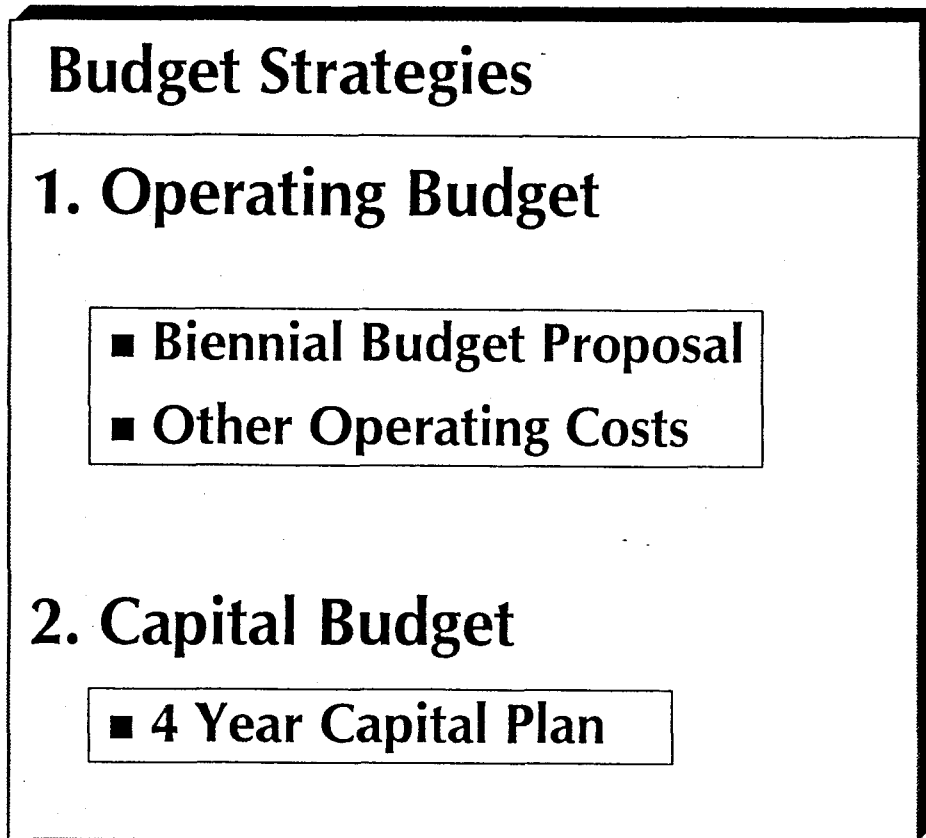 Budget Strategies
1. Operating Budget
■ Biennial Budget Proposal
■ Other Operating Costs
2. Capital Budget
■ 4 Year Capital Plan